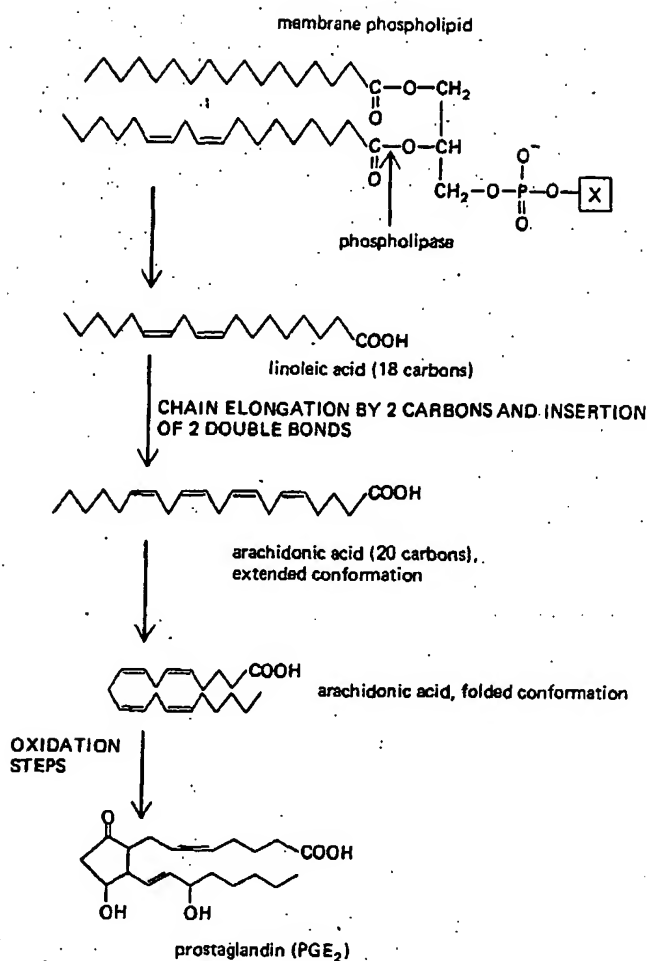 membrane phospholipid
C—O—CH₂
O
C—O—CH
O
O⁻
CH₂—O—P—O—X
O
phospholipase
COOH
linoleic acid (18 carbons)
CHAIN ELONGATION BY 2 CARBONS AND INSERTION
OF 2 DOUBLE BONDS
COOH
arachidonic acid (20 carbons),
extended conformation
COOH
arachidonic acid, folded conformation
OXIDATION
STEPS
O
COOH
OH
OH
prostaglandin (PGE₂)